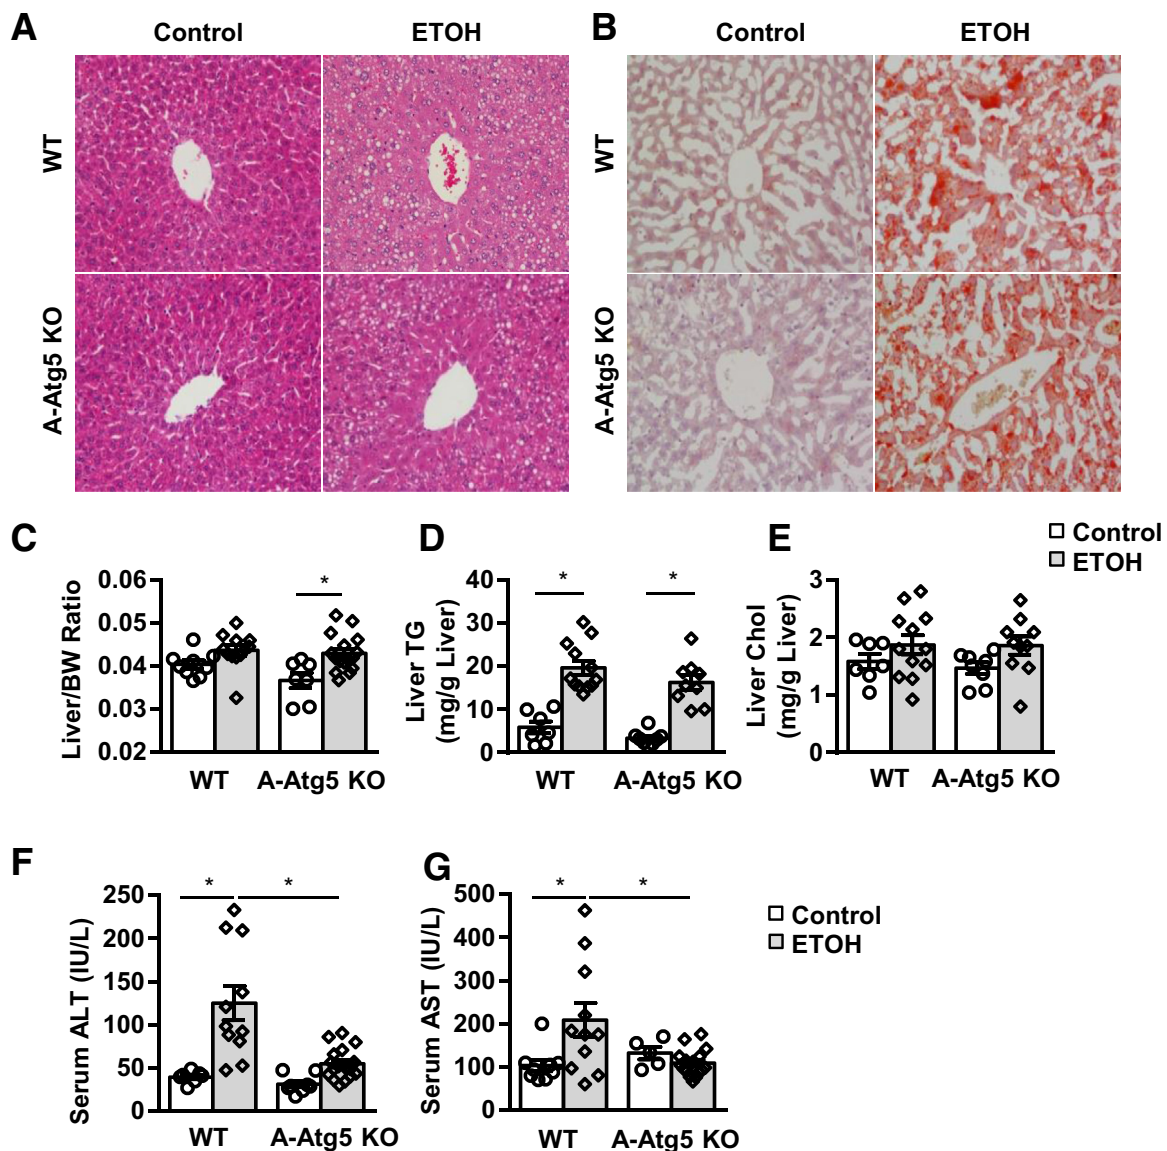 A
Control
ETOH
WT
A-Atg5 KO
B
Control
ETOH
WT
A-Atg5 KO
C
Liver/BW Ratio
0.06
0.05
0.04
0.03
0.02
*
WT
A-Atg5 KO
D
Liver TG
(mg/g Liver)
40
30
20
10
0
*
*
WT
A-Atg5 KO
E
Liver Chol
(mg/g Liver)
3
2
1
0
WT
A-Atg5 KO
Control
ETOH
F
Serum ALT (IU/L)
250
200
150
100
50
0
*
*
WT
A-Atg5 KO
G
Serum AST (IU/L)
500
400
300
200
100
0
*
*
WT
A-Atg5 KO
Control
ETOH